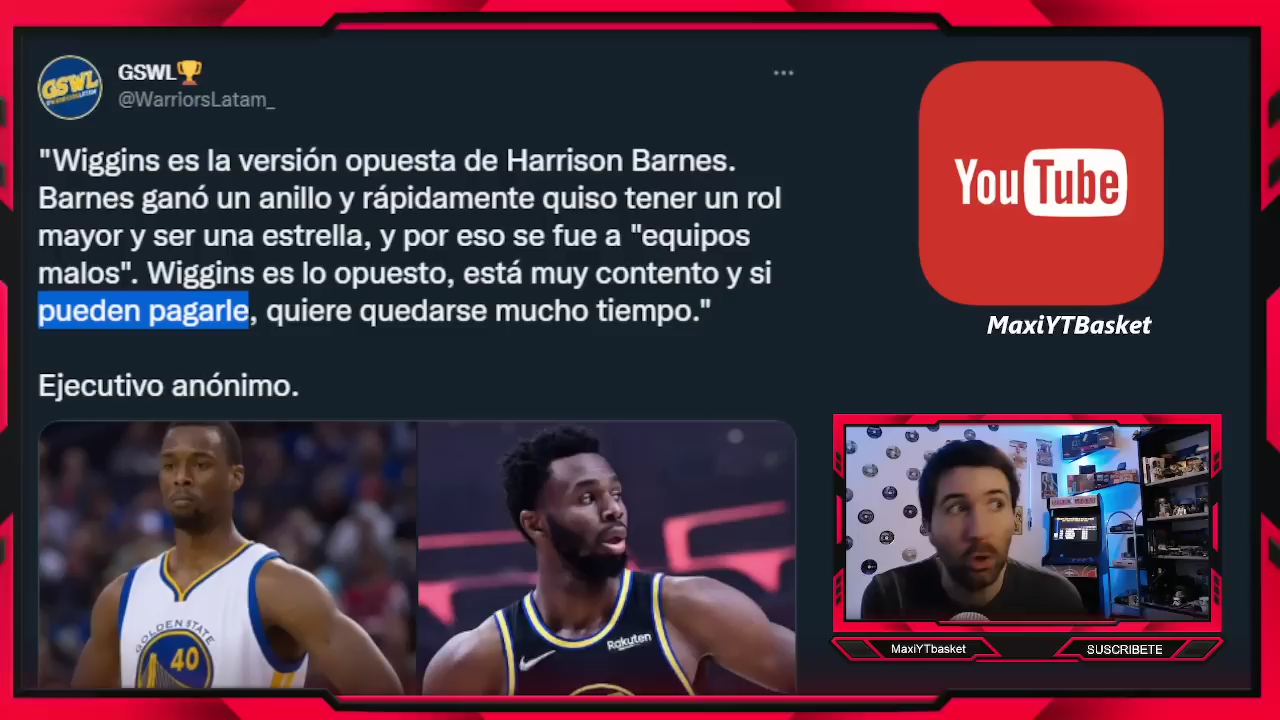 GSWL
GSWL🏆
@WarriorsLatam_
"Wiggins es la versión opuesta de Harrison Barnes.
Barnes ganó un anillo y rápidamente quiso tener un rol
mayor y ser una estrella, y por eso se fue a "equipos
malos". Wiggins es lo opuesto, está muy contento y si
pueden pagarle, quiere quedarse mucho tiempo."
Ejecutivo anónimo.
YouTube
MaxiYTBasket
GOLDEN STATE
40
Rakuten
MaxiYTbasket
SUSCRIBETE